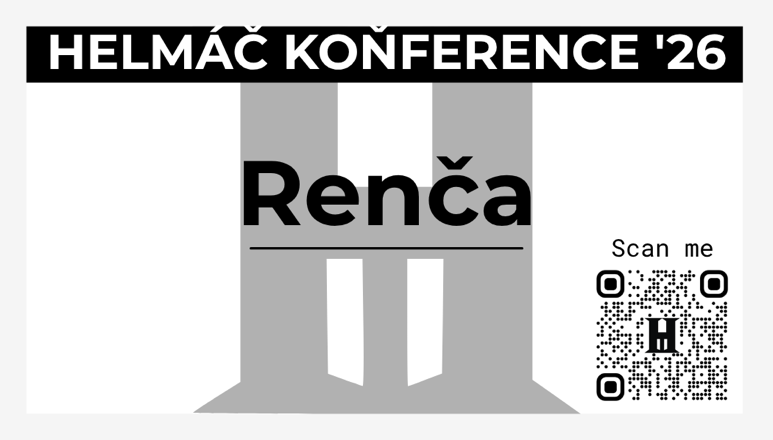 HELMÁČ KOŇFERENCE '26
Renča
Scan me